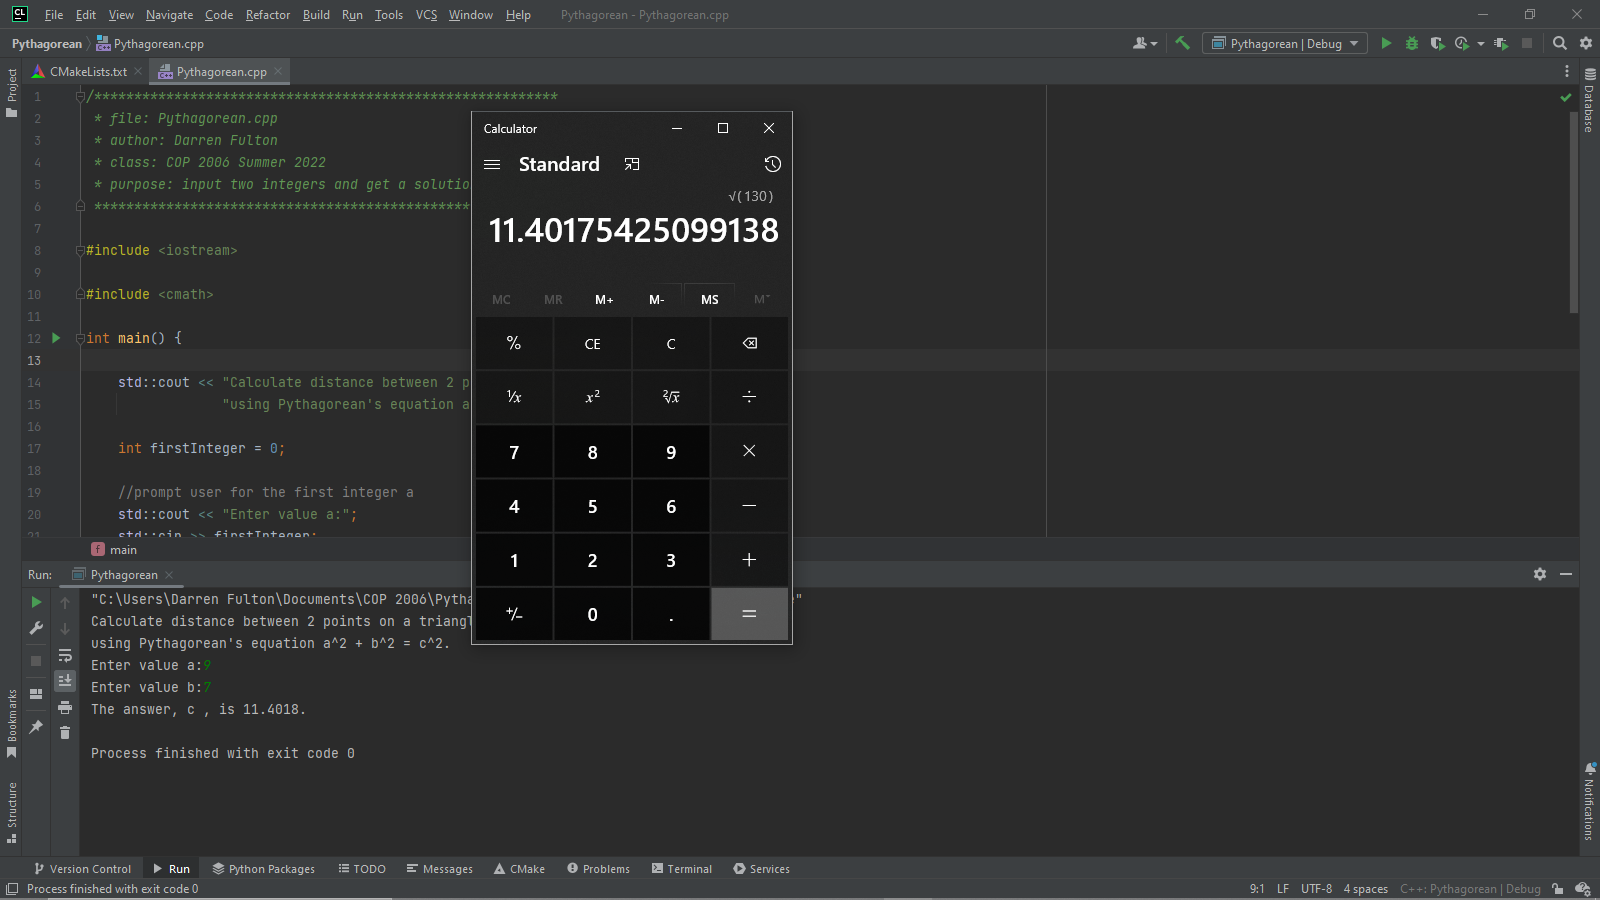 CL File Edit View Navigate Code Refactor Build Run Tools VCS Window Help Pythagorean - Pythagorean.cpp
Pythagorean Pythagorean.cpp Pythagorean | Debug
Project
CMakeLists.txt Pythagorean.cpp
Database
1 /**********************************************************
2 * file: Pythagorean.cpp
3 * author: Darren Fulton
4 * class: COP 2006 Summer 2022
5 * purpose: input two integers and get a solutio
6 ***********************************************
7
8 #include <iostream>
9
10 #include <cmath>
11
12 int main() {
13
14 std::cout << "Calculate distance between 2 p
15 "using Pythagorean's equation a
16
17 int firstInteger = 0;
18
19 //prompt user for the first integer a
20 std::cout << "Enter value a:";
21 std::cin >> firstInteger;
f main
Calculator
Standard
√(130)
11.40175425099138
MC MR M+ M- MS M˅
% CE C
⅟x x² ²√x ÷
7 8 9 ×
4 5 6 −
1 2 3 +
+/− 0 . =
Run: Pythagorean
"C:\Users\Darren Fulton\Documents\COP 2006\Pytha e"
Calculate distance between 2 points on a triangl
using Pythagorean's equation a^2 + b^2 = c^2.
Enter value a:9
Enter value b:7
The answer, c , is 11.4018.
Process finished with exit code 0
Bookmarks
Structure
Notifications
Version Control Run Python Packages TODO Messages CMake Problems Terminal Services
Process finished with exit code 0 9:1 LF UTF-8 4 spaces C++: Pythagorean | Debug